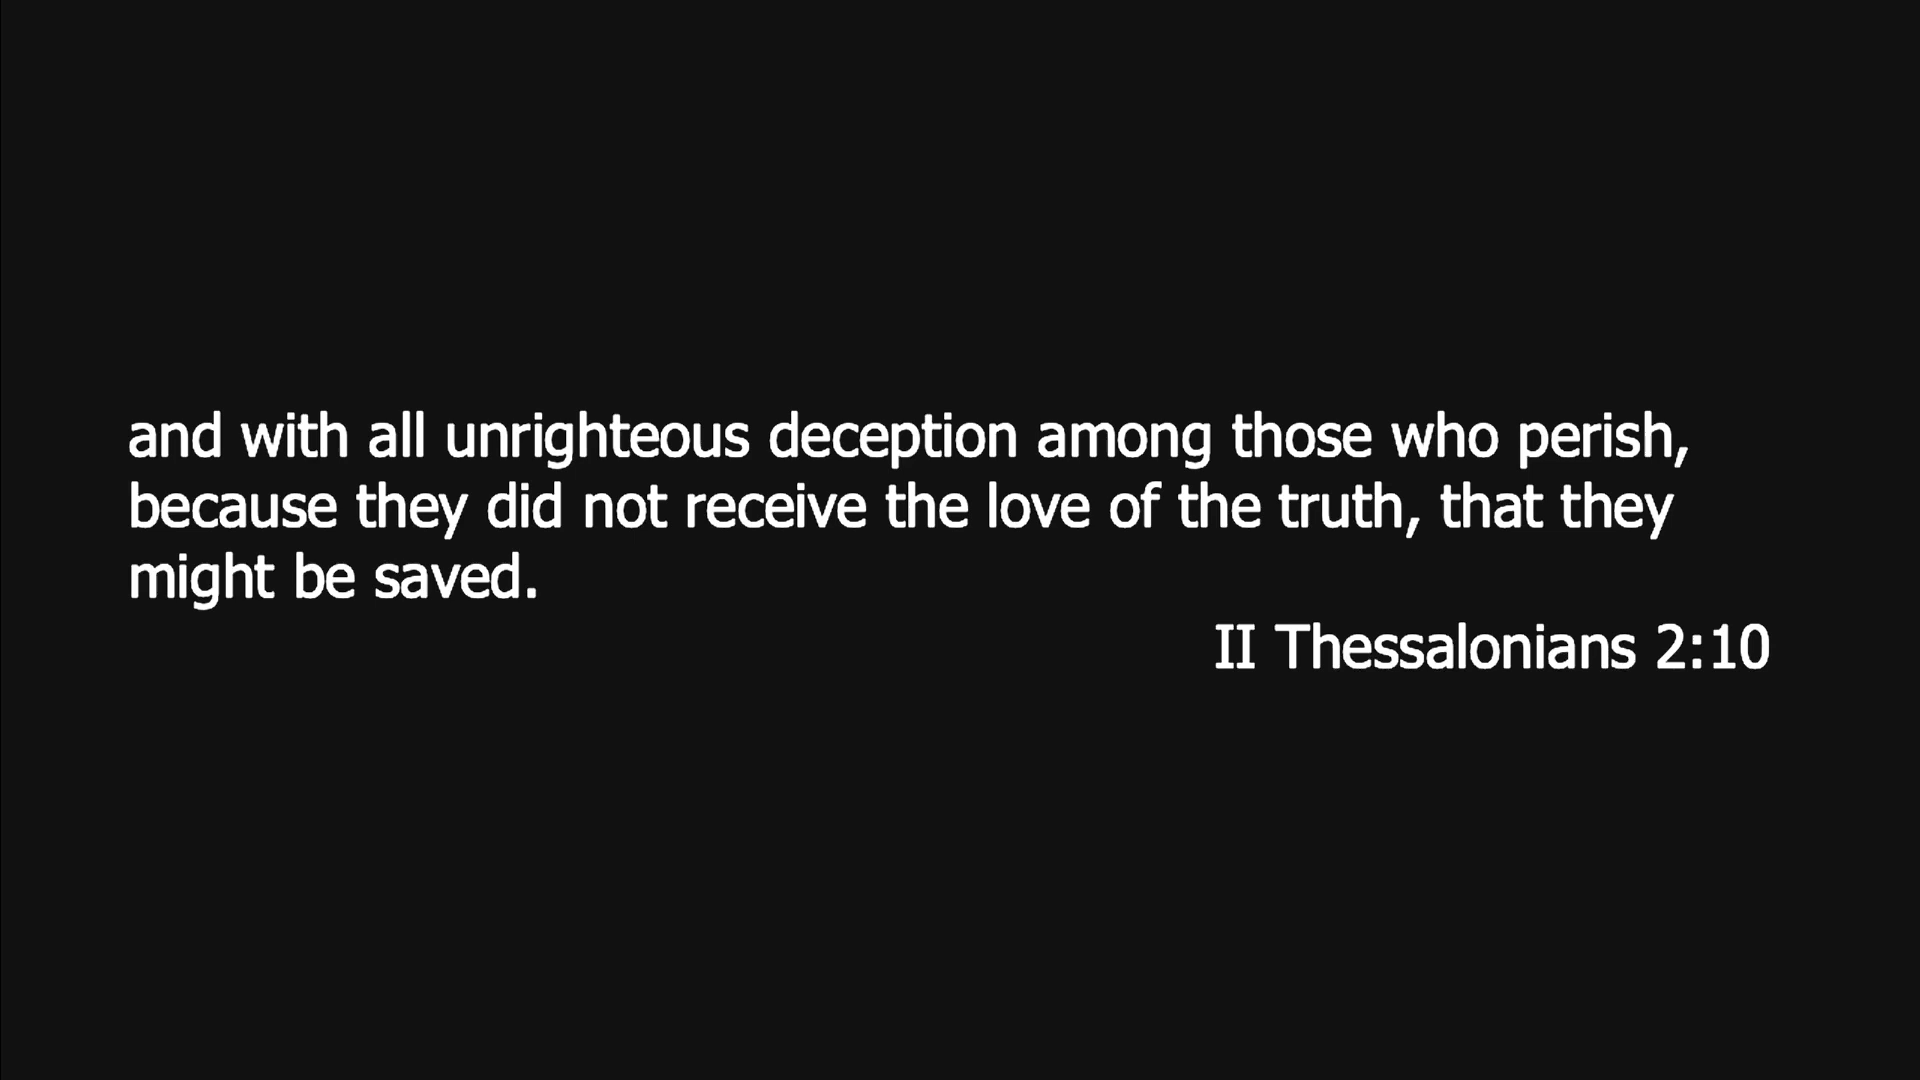 and with all unrighteous deception among those who perish,
because they did not receive the love of the truth, that they
might be saved.
II Thessalonians 2:10